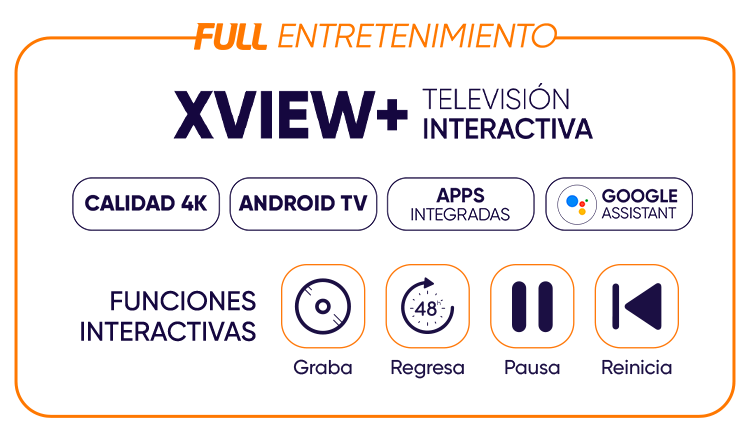 FULL ENTRETENIMIENTO
XVIEW+
TELEVISIÓN
INTERACTIVA
CALIDAD 4K
ANDROID TV
APPS
INTEGRADAS
GOOGLE
ASSISTANT
FUNCIONES
INTERACTIVAS
48h
Graba
Regresa
Pausa
Reinicia